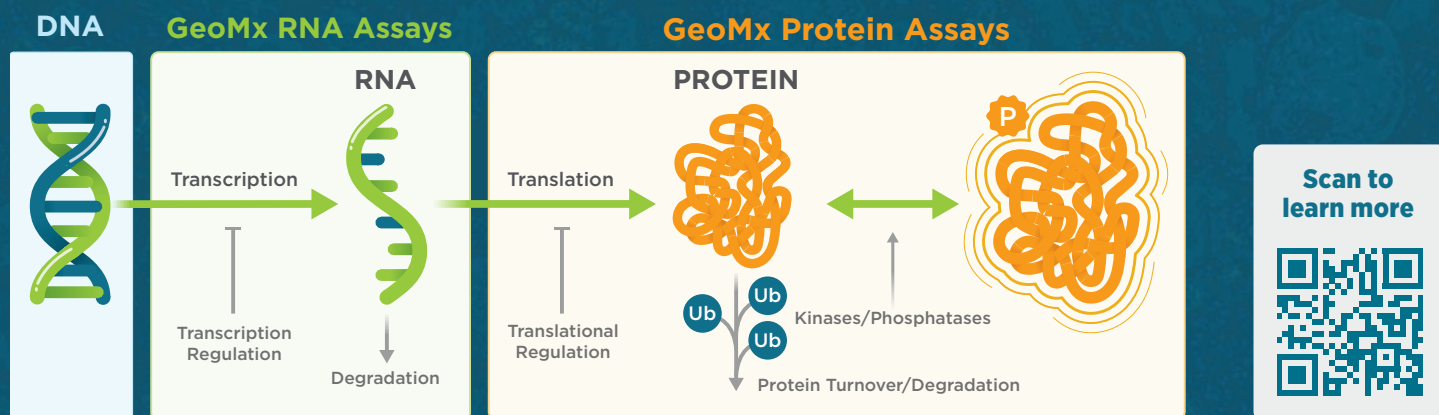 DNA
GeoMx RNA Assays
GeoMx Protein Assays
RNA
PROTEIN
P
Transcription
Translation
Transcription
Regulation
Degradation
Translational
Regulation
Ub
Ub
Ub
Kinases/Phosphatases
Protein Turnover/Degradation
Scan to
learn more